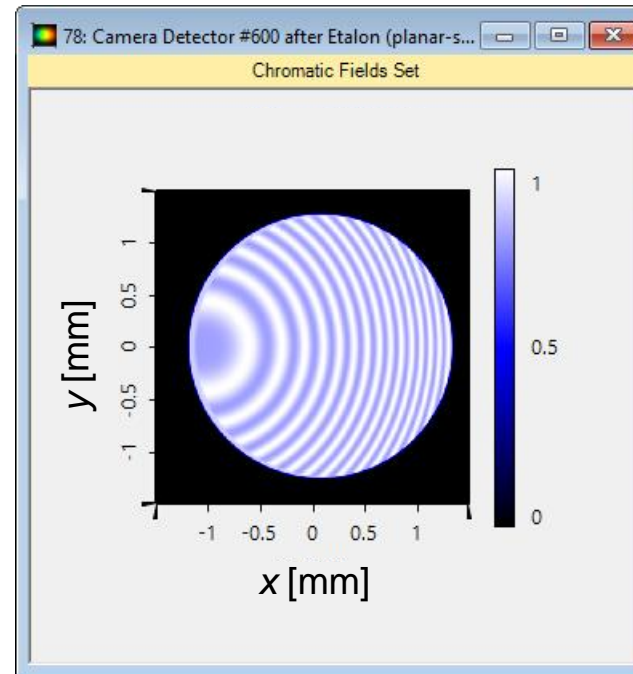 78: Camera Detector #600 after Etalon (planar-s...
Chromatic Fields Set
y [mm]
1
0.5
0
-0.5
-1
-1 -0.5 0 0.5 1
x [mm]
1
0.5
0